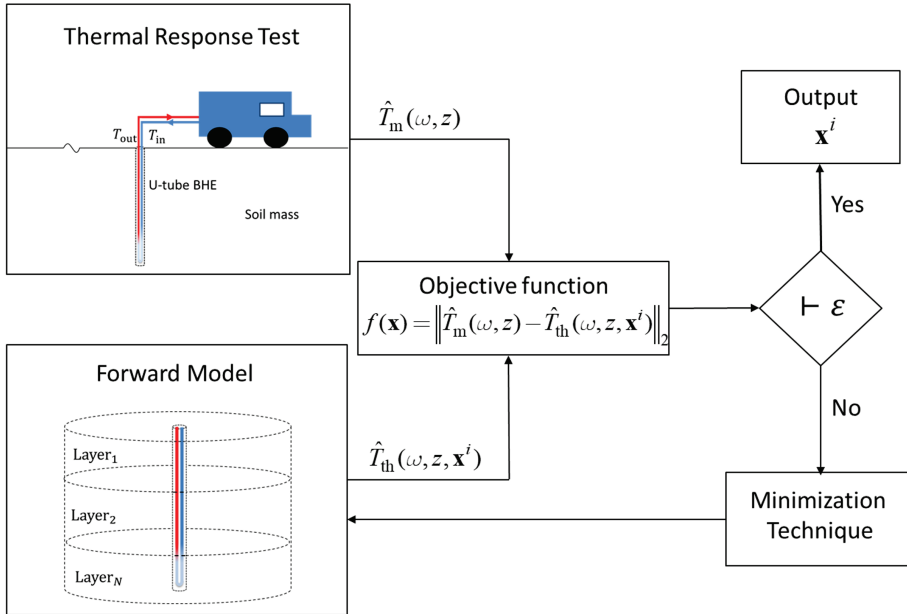 Thermal Response Test
T_out T_in
U-tube BHE
Soil mass
T̂_m(ω, z)
Output
𝐱^i
Yes
Objective function
f(𝐱) = ‖T̂_m(ω, z) − T̂_th(ω, z, 𝐱^i)‖_2
⊢ ε
No
Forward Model
Layer_1
Layer_2
Layer_N
T̂_th(ω, z, 𝐱^i)
Minimization
Technique